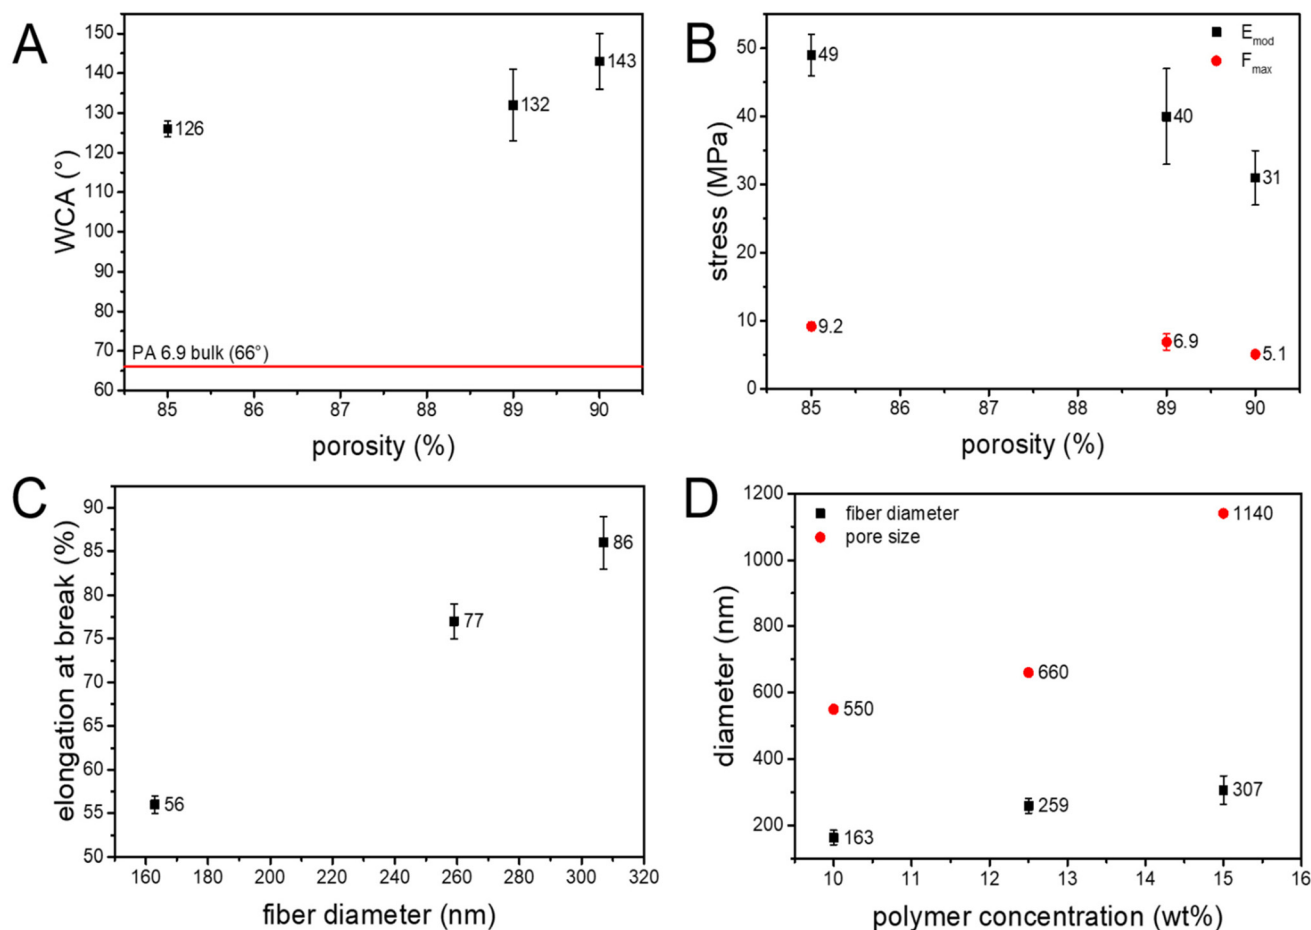 A
WCA (°)
150
140
130
120
110
100
90
80
70
60
126
132
143
PA 6.9 bulk (66°)
85 86 87 88 89 90
porosity (%)
B
stress (MPa)
50
40
30
20
10
0
E_mod
F_max
49
40
31
9.2
6.9
5.1
85 86 87 88 89 90
porosity (%)
C
elongation at break (%)
90
85
80
75
70
65
60
55
50
86
77
56
160 180 200 220 240 260 280 300 320
fiber diameter (nm)
D
diameter (nm)
1200
1000
800
600
400
200
fiber diameter
pore size
1140
660
550
307
259
163
10 11 12 13 14 15 16
polymer concentration (wt%)